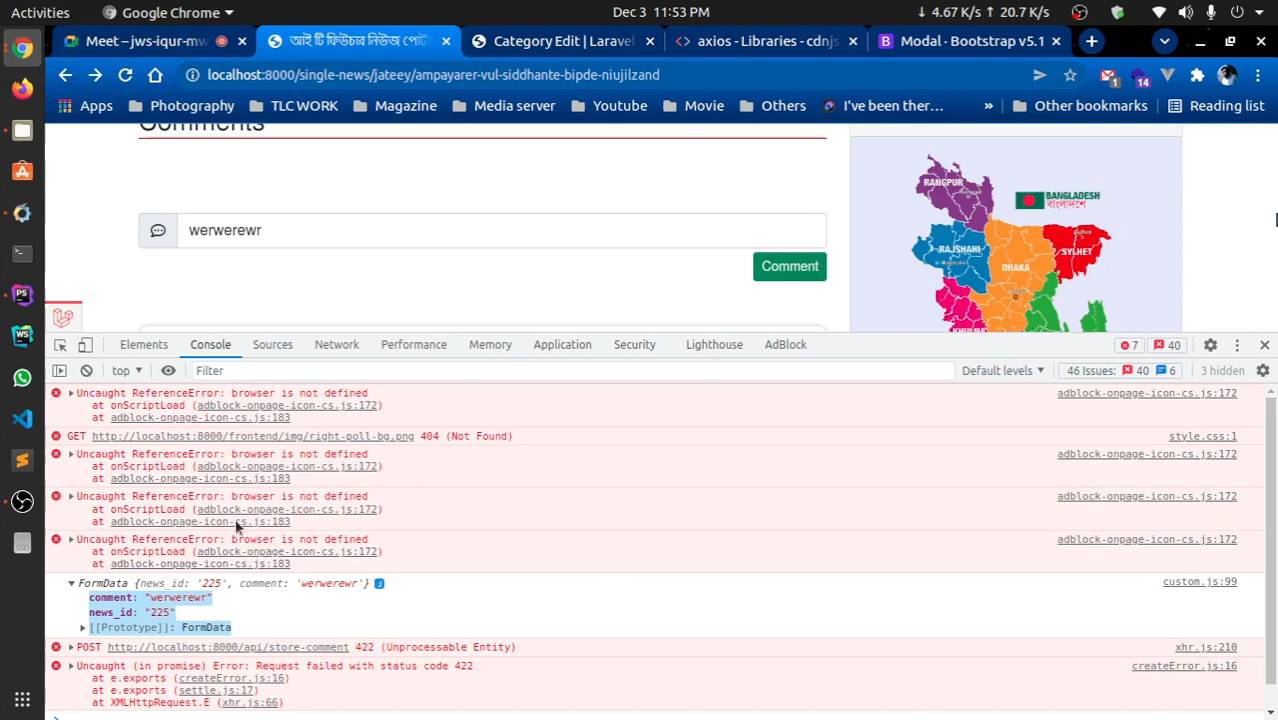 Activities Google Chrome Dec 3 11:53 PM ↓ 4.67 K/s ↑ 20.7 K/s
Meet – jws-iqur-m আই টি ফিউচার নিউজ পোর্ট Category Edit | Laravel axios - Libraries - cdnjs Modal · Bootstrap v5.1
localhost:8000/single-news/jateey/ampayarer-vul-siddhante-bipde-niujilzand 1 14
Apps Photography TLC WORK Magazine Media server Youtube Movie Others I've been ther… » Other bookmarks Reading list
Comments
RANGPUR BANGLADESH
বাংলাদেশ
werwerewr
RAJSHAHI SYLHET
Comment DHAKA
Elements Console Sources Network Performance Memory Application Security Lighthouse AdBlock 7 40
top Filter Default levels 46 Issues: 40 6 3 hidden
Uncaught ReferenceError: browser is not defined adblock-onpage-icon-cs.js:172
at onScriptLoad (adblock-onpage-icon-cs.js:172)
at adblock-onpage-icon-cs.js:183
GET http://localhost:8000/frontend/img/right-poll-bg.png 404 (Not Found) style.css:1
Uncaught ReferenceError: browser is not defined adblock-onpage-icon-cs.js:172
at onScriptLoad (adblock-onpage-icon-cs.js:172)
at adblock-onpage-icon-cs.js:183
Uncaught ReferenceError: browser is not defined adblock-onpage-icon-cs.js:172
at onScriptLoad (adblock-onpage-icon-cs.js:172)
at adblock-onpage-icon-cs.js:183
Uncaught ReferenceError: browser is not defined adblock-onpage-icon-cs.js:172
at onScriptLoad (adblock-onpage-icon-cs.js:172)
at adblock-onpage-icon-cs.js:183
FormData {news_id: '225', comment: 'werwerewr'} custom.js:99
comment: "werwerewr"
news_id: "225"
[[Prototype]]: FormData
POST http://localhost:8000/api/store-comment 422 (Unprocessable Entity) xhr.js:210
Uncaught (in promise) Error: Request failed with status code 422 createError.js:16
at e.exports (createError.js:16)
at e.exports (settle.js:17)
at XMLHttpRequest.E (xhr.js:66)